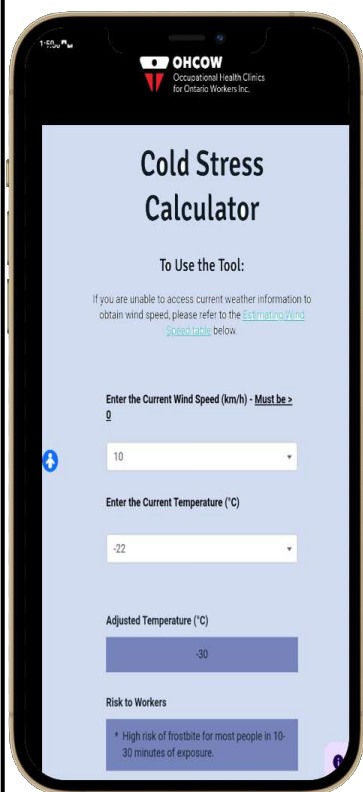 OHCOW
Occupational Health Clinics
for Ontario Workers Inc.
Cold Stress
Calculator
To Use the Tool:
If you are unable to access current weather information to
obtain wind speed, please refer to the Estimating Wind
Speed table below.
Enter the Current Wind Speed (km/h) - Must be >
0
10
Enter the Current Temperature (°C)
-22
Adjusted Temperature (°C)
-30
Risk to Workers
* High risk of frostbite for most people in 10-
30 minutes of exposure.